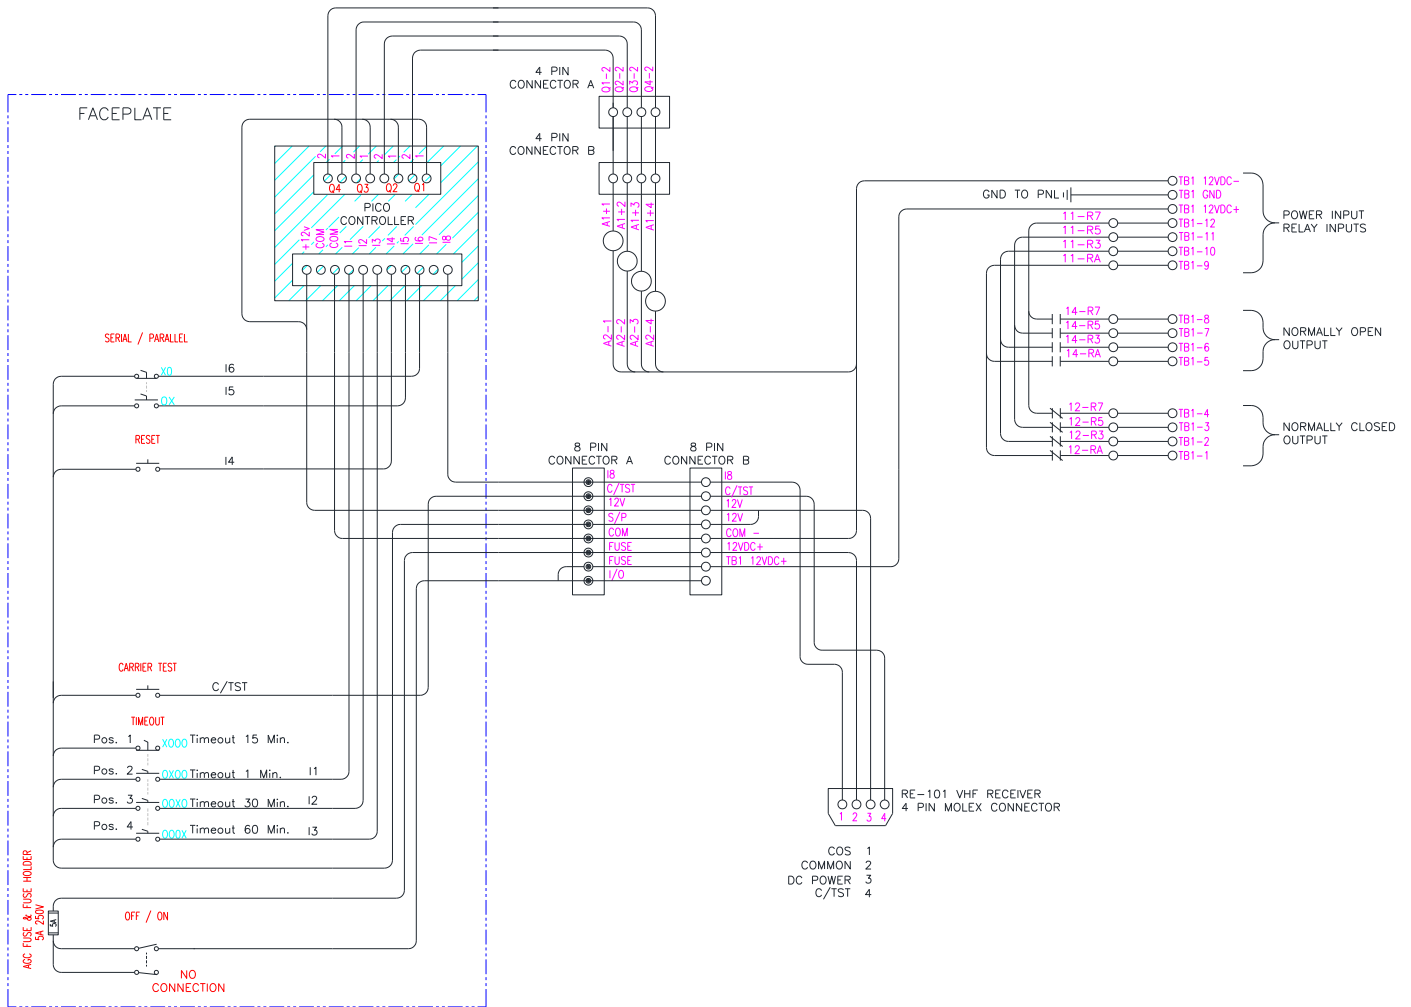 4 PIN
CONNECTOR A
Q1-2
Q2-2
Q3-2
Q4-2
FACEPLATE
4 PIN
CONNECTOR B
2
1
2
1
2
1
2
1
Q4
Q3
Q2
Q1
PICO
CONTROLLER
+12v
COM
COM
I1
I2
I3
I4
I5
I6
I7
I8
A1+1
A1+2
A1+3
A1+4
A2-1
A2-2
A2-3
A2-4
TB1 12VDC-
GND TO PNL
TB1 GND
TB1 12VDC+
11-R7
TB1-12
11-R5
TB1-11
11-R3
TB1-10
11-RA
TB1-9
POWER INPUT
RELAY INPUTS
14-R7
TB1-8
14-R5
TB1-7
14-R3
TB1-6
14-RA
TB1-5
NORMALLY OPEN
OUTPUT
12-R7
TB1-4
12-R5
TB1-3
12-R3
TB1-2
12-RA
TB1-1
NORMALLY CLOSED
OUTPUT
SERIAL / PARALLEL
XO
I6
OX
I5
RESET
I4
8 PIN
CONNECTOR A
8 PIN
CONNECTOR B
I8
C/TST
12V
S/P
COM
FUSE
FUSE
I/O
I8
C/TST
12V
12V
COM -
12VDC+
TB1 12VDC+
CARRIER TEST
C/TST
TIMEOUT
Pos. 1
XOOO Timeout 15 Min.
Pos. 2
OXOO Timeout 1 Min.
I1
Pos. 3
OOXO Timeout 30 Min.
I2
Pos. 4
OOOX Timeout 60 Min.
I3
AGC FUSE & FUSE HOLDER
5A 250V
5A
OFF / ON
NO
CONNECTION
1 2 3 4
RE-101 VHF RECEIVER
4 PIN MOLEX CONNECTOR
COS 1
COMMON 2
DC POWER 3
C/TST 4